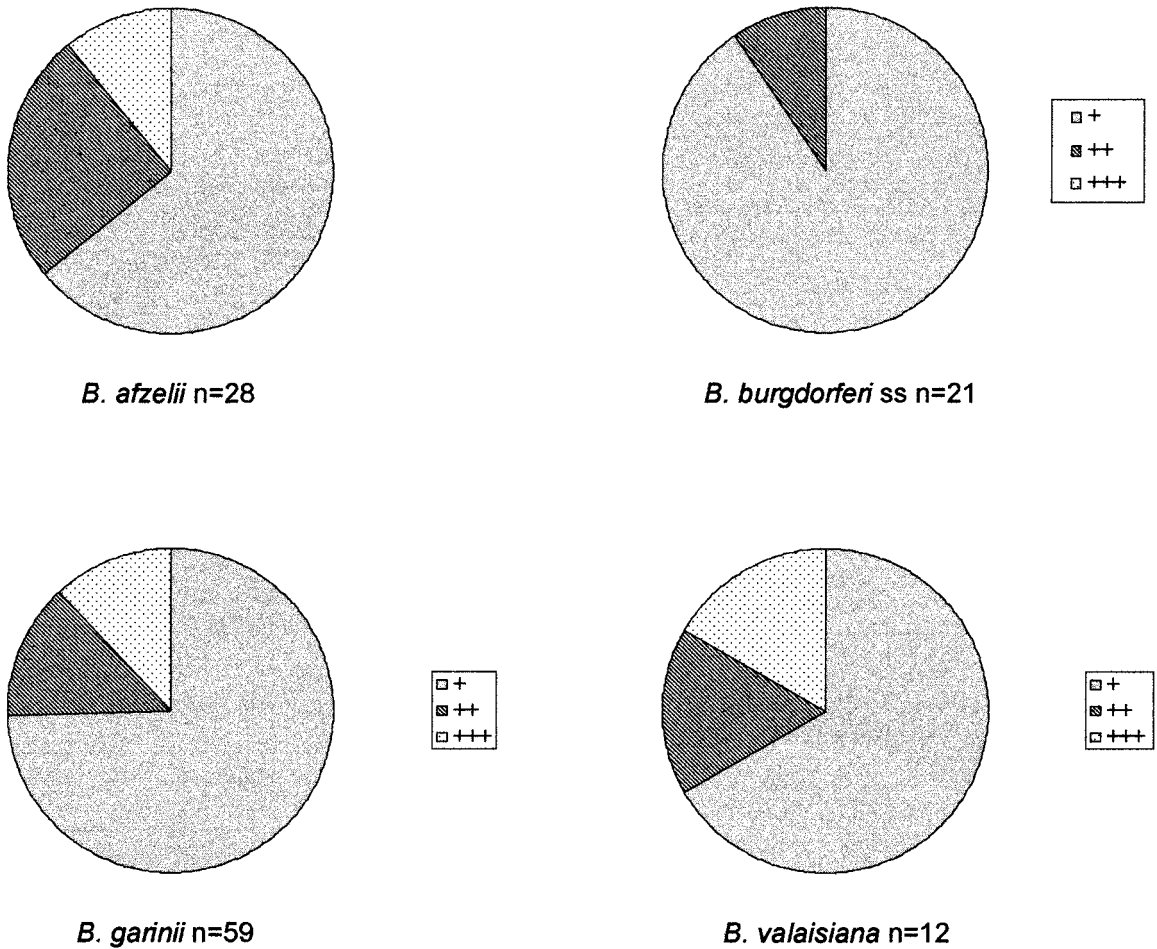 +
++
+++
B. afzelii n=28
B. burgdorferi ss n=21
+
++
+++
+
++
+++
B. garinii n=59
B. valaisiana n=12